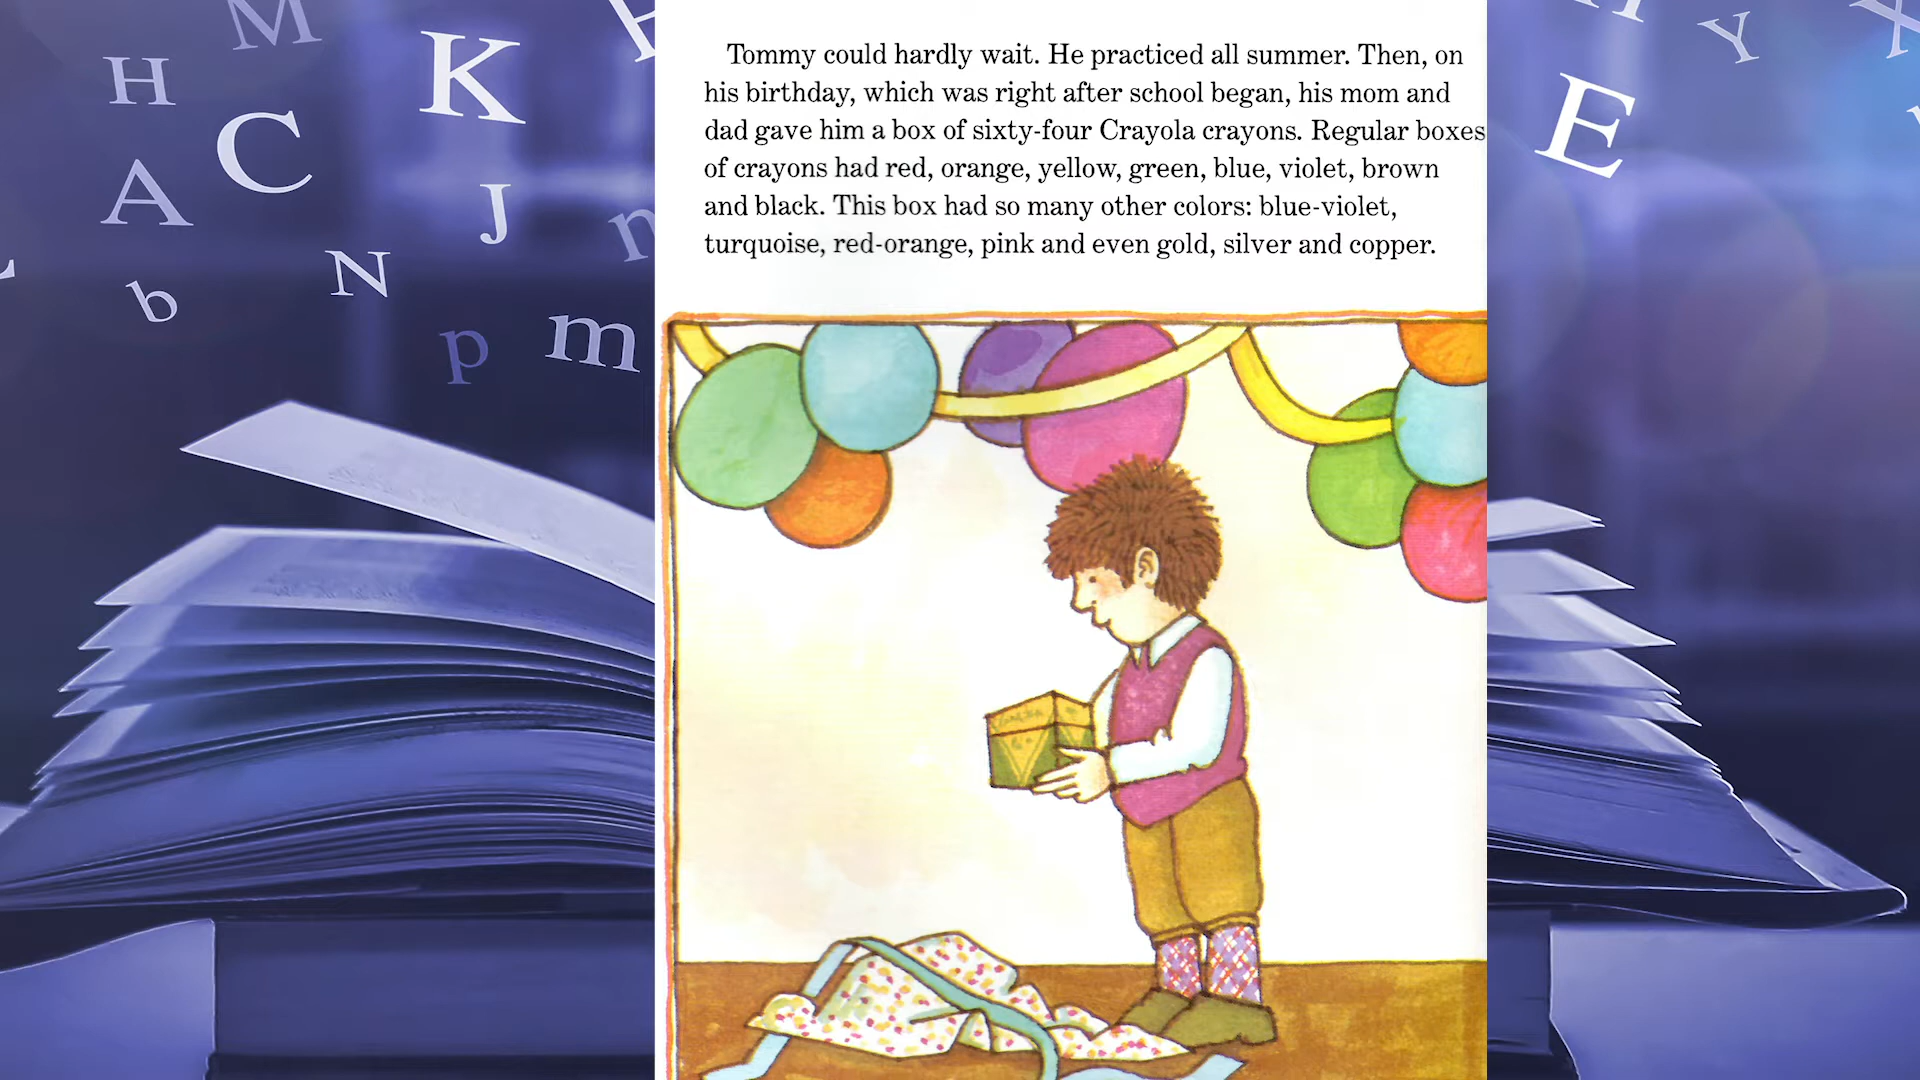 Tommy could hardly wait. He practiced all summer. Then, on
his birthday, which was right after school began, his mom and
dad gave him a box of sixty-four Crayola crayons. Regular boxes
of crayons had red, orange, yellow, green, blue, violet, brown
and black. This box had so many other colors: blue-violet,
turquoise, red-orange, pink and even gold, silver and copper.
M
H
K
C
A
J
n
N
b
p
m
Y
X
E